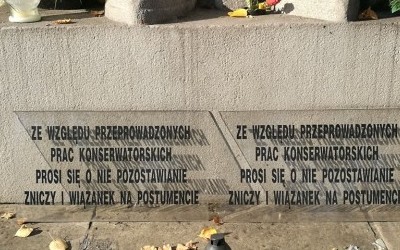 ZE WZGLĘDU PRZEPROWADZONYCH
PRAC KONSERWATORSKICH
PROSI SIĘ O NIE POZOSTAWIANIE
ZNICZY I WIĄZANEK NA POSTUMENCIE
ZE WZGLĘDU PRZEPROWADZONYCH
PRAC KONSERWATORSKICH
PROSI SIĘ O NIE POZOSTAWIANIE
ZNICZY I WIĄZANEK NA POSTUMENCIE